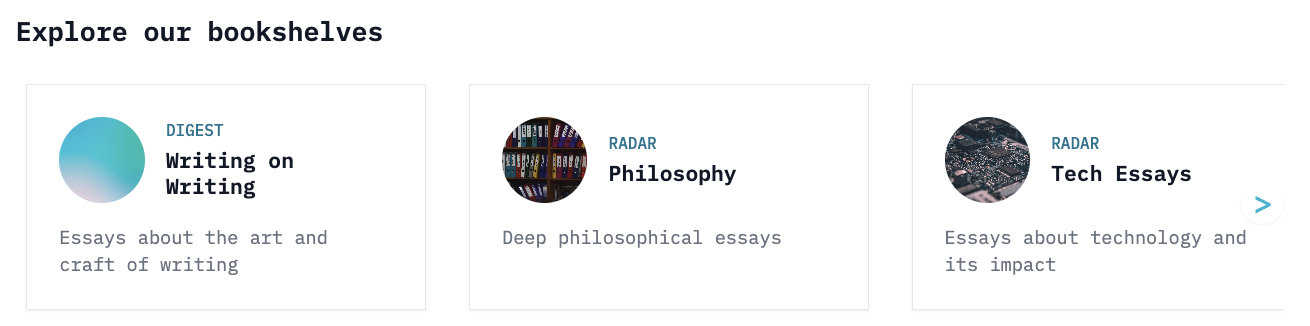 Explore our bookshelves
DIGEST
Writing on
Writing
Essays about the art and
craft of writing
RADAR
Philosophy
Deep philosophical essays
RADAR
Tech Essays
Essays about technology and
its impact
>